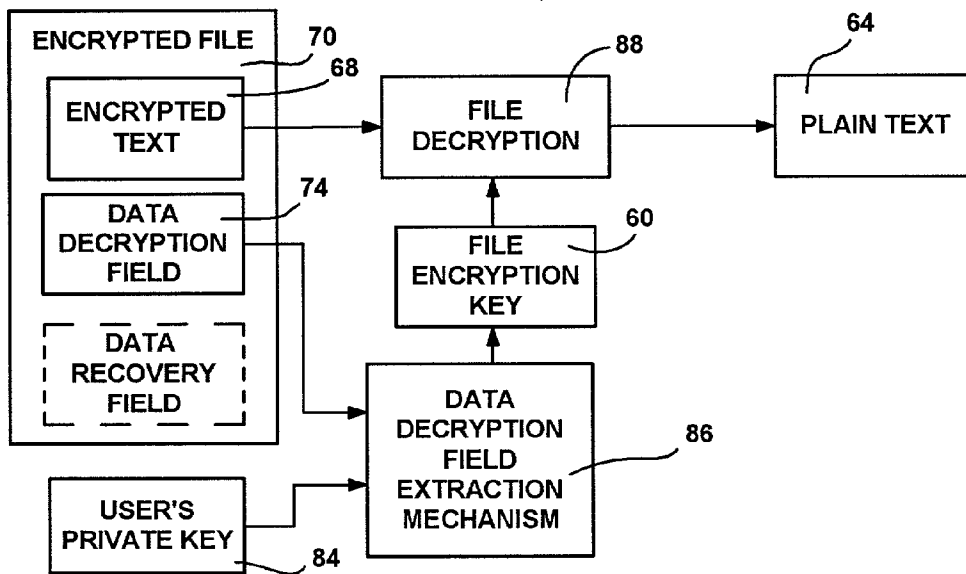 ENCRYPTED FILE
70
68
ENCRYPTED
TEXT
74
DATA
DECRYPTION
FIELD
DATA
RECOVERY
FIELD
USER'S
PRIVATE KEY
84
88
FILE
DECRYPTION
60
FILE
ENCRYPTION
KEY
DATA
DECRYPTION
FIELD
EXTRACTION
MECHANISM
86
64
PLAIN TEXT